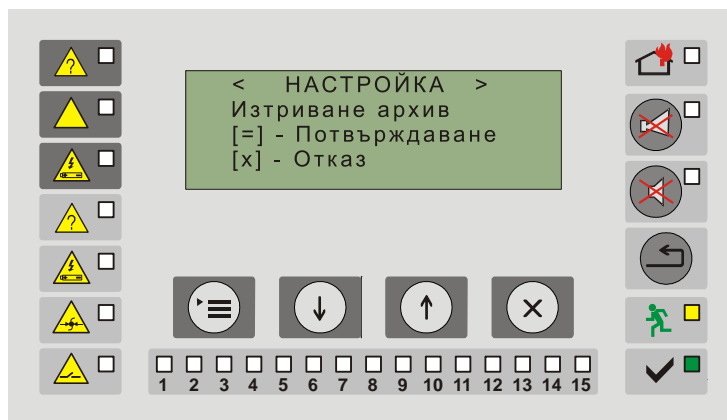 < НАСТРОЙКА >
Изтриване архив
[=] - Потвърждаване
[x] - Отказ
1 2 3 4 5 6 7 8 9 10 11 12 13 14 15